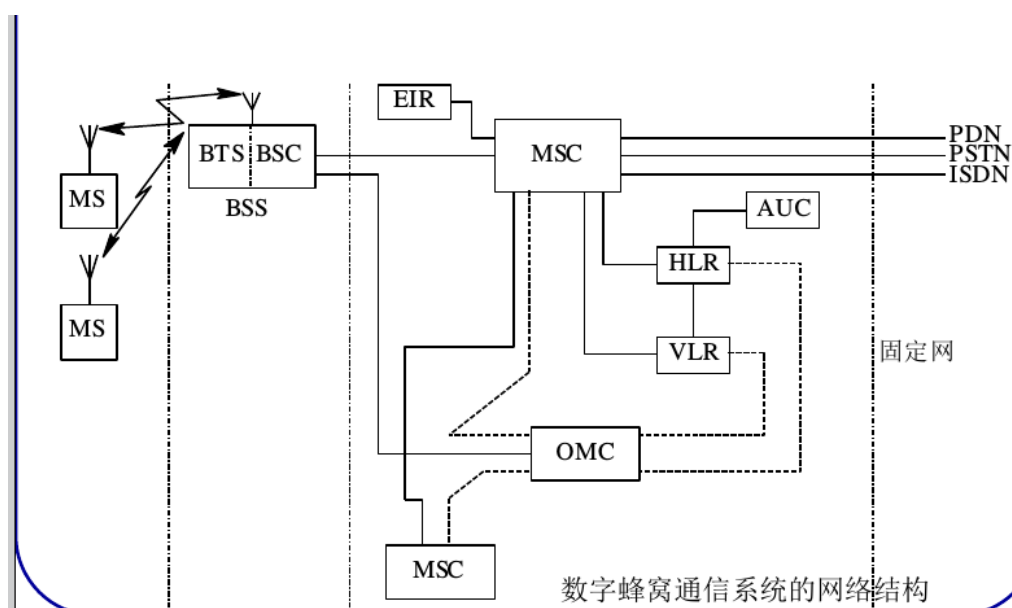 EIR
BTS BSC
MSC
PDN
PSTN
ISDN
MS
BSS
AUC
HLR
MS
VLR
固定网
OMC
MSC
数字蜂窝通信系统的网络结构